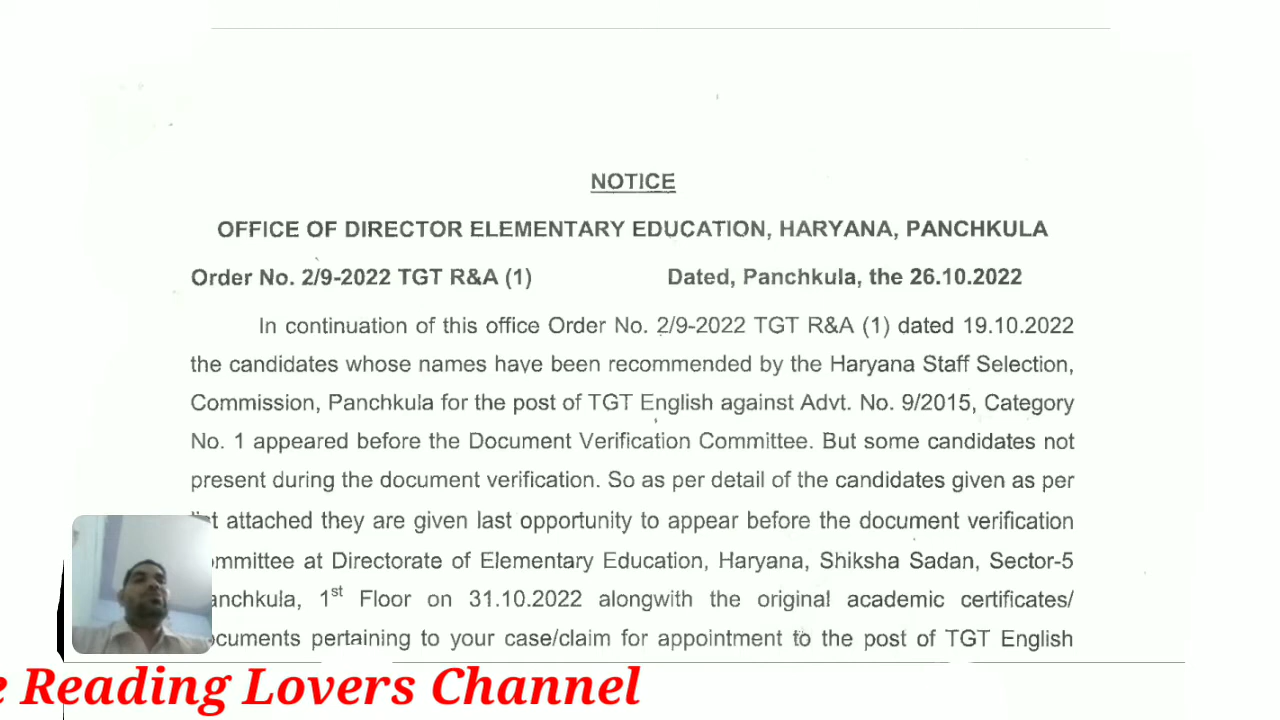 NOTICE
OFFICE OF DIRECTOR ELEMENTARY EDUCATION, HARYANA, PANCHKULA
Order No. 2/9-2022 TGT R&A (1) Dated, Panchkula, the 26.10.2022
In continuation of this office Order No. 2/9-2022 TGT R&A (1) dated 19.10.2022
the candidates whose names have been recommended by the Haryana Staff Selection,
Commission, Panchkula for the post of TGT English against Advt. No. 9/2015, Category
No. 1 appeared before the Document Verification Committee. But some candidates not
present during the document verification. So as per detail of the candidates given as per
attached they are given last opportunity to appear before the document verification
ommittee at Directorate of Elementary Education, Haryana, Shiksha Sadan, Sector-5
anchkula, 1st Floor on 31.10.2022 alongwith the original academic certificates/
ocuments pertaining to your case/claim for appointment to the post of TGT English
e Reading Lovers Channel